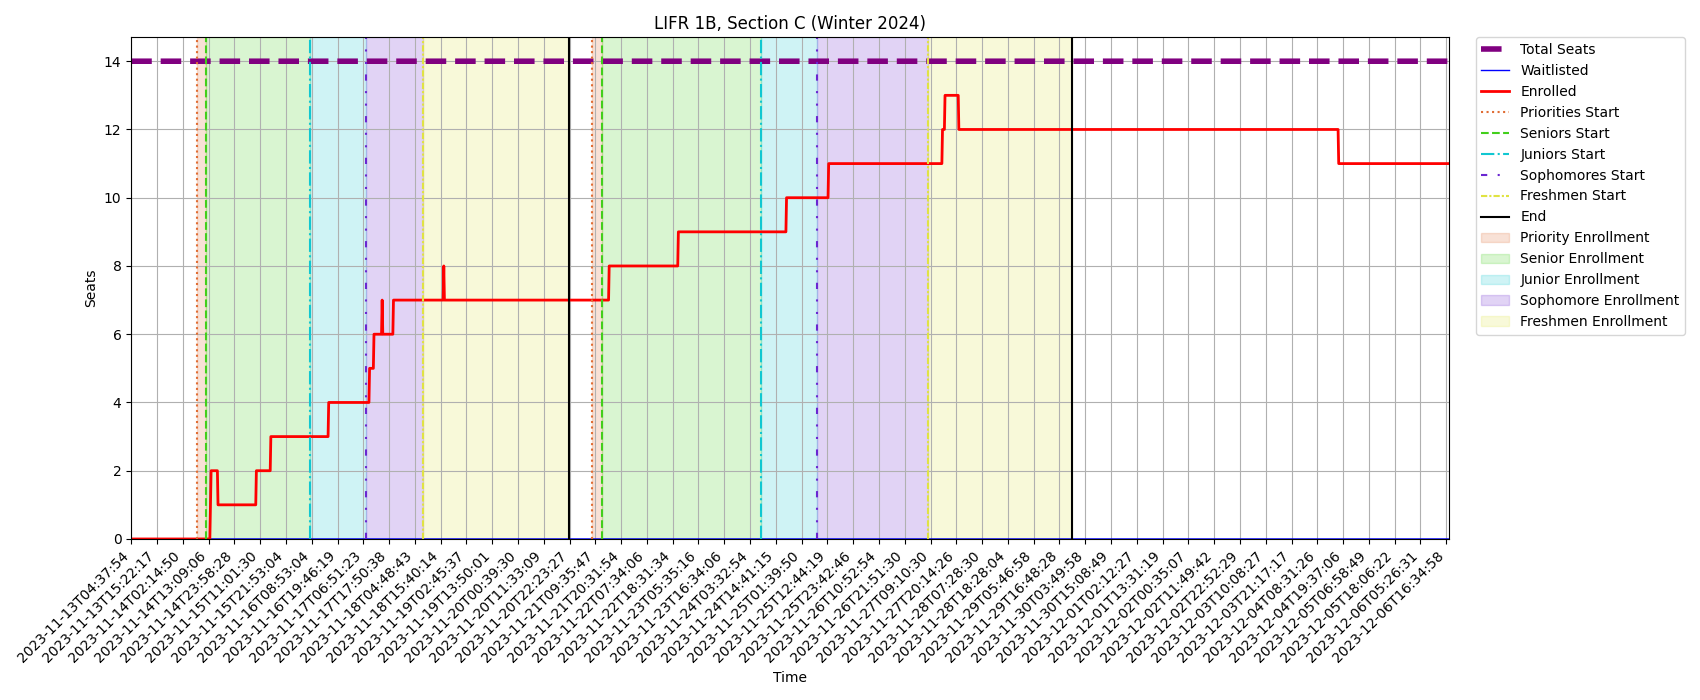 LIFR 1B, Section C (Winter 2024)
Seats
14
12
10
8
6
4
2
0
2023-11-13T04:37:54
2023-11-13T15:22:17
2023-11-14T02:14:50
2023-11-14T13:09:06
2023-11-14T23:58:28
2023-11-15T11:01:30
2023-11-15T21:53:04
2023-11-16T08:53:04
2023-11-16T19:46:19
2023-11-17T06:51:23
2023-11-17T17:50:38
2023-11-18T04:48:43
2023-11-18T15:40:14
2023-11-19T02:45:37
2023-11-19T13:50:01
2023-11-20T00:39:30
2023-11-20T11:33:09
2023-11-20T22:23:27
2023-11-21T09:35:47
2023-11-21T20:31:54
2023-11-22T07:34:06
2023-11-22T18:31:34
2023-11-23T05:35:16
2023-11-23T16:34:06
2023-11-24T03:32:54
2023-11-24T14:41:15
2023-11-25T01:39:50
2023-11-25T12:44:19
2023-11-25T23:42:46
2023-11-26T10:52:54
2023-11-26T21:51:30
2023-11-27T09:10:30
2023-11-27T20:14:26
2023-11-28T07:28:30
2023-11-28T18:28:04
2023-11-29T05:46:58
2023-11-29T16:48:28
2023-11-30T03:49:58
2023-11-30T15:08:49
2023-12-01T02:12:27
2023-12-01T13:31:19
2023-12-02T00:35:07
2023-12-02T11:49:42
2023-12-02T22:52:29
2023-12-03T10:08:27
2023-12-03T21:17:17
2023-12-04T08:31:26
2023-12-04T19:37:06
2023-12-05T06:58:49
2023-12-05T18:06:22
2023-12-06T05:26:31
2023-12-06T16:34:58
Time
Total Seats
Waitlisted
Enrolled
Priorities Start
Seniors Start
Juniors Start
Sophomores Start
Freshmen Start
End
Priority Enrollment
Senior Enrollment
Junior Enrollment
Sophomore Enrollment
Freshmen Enrollment